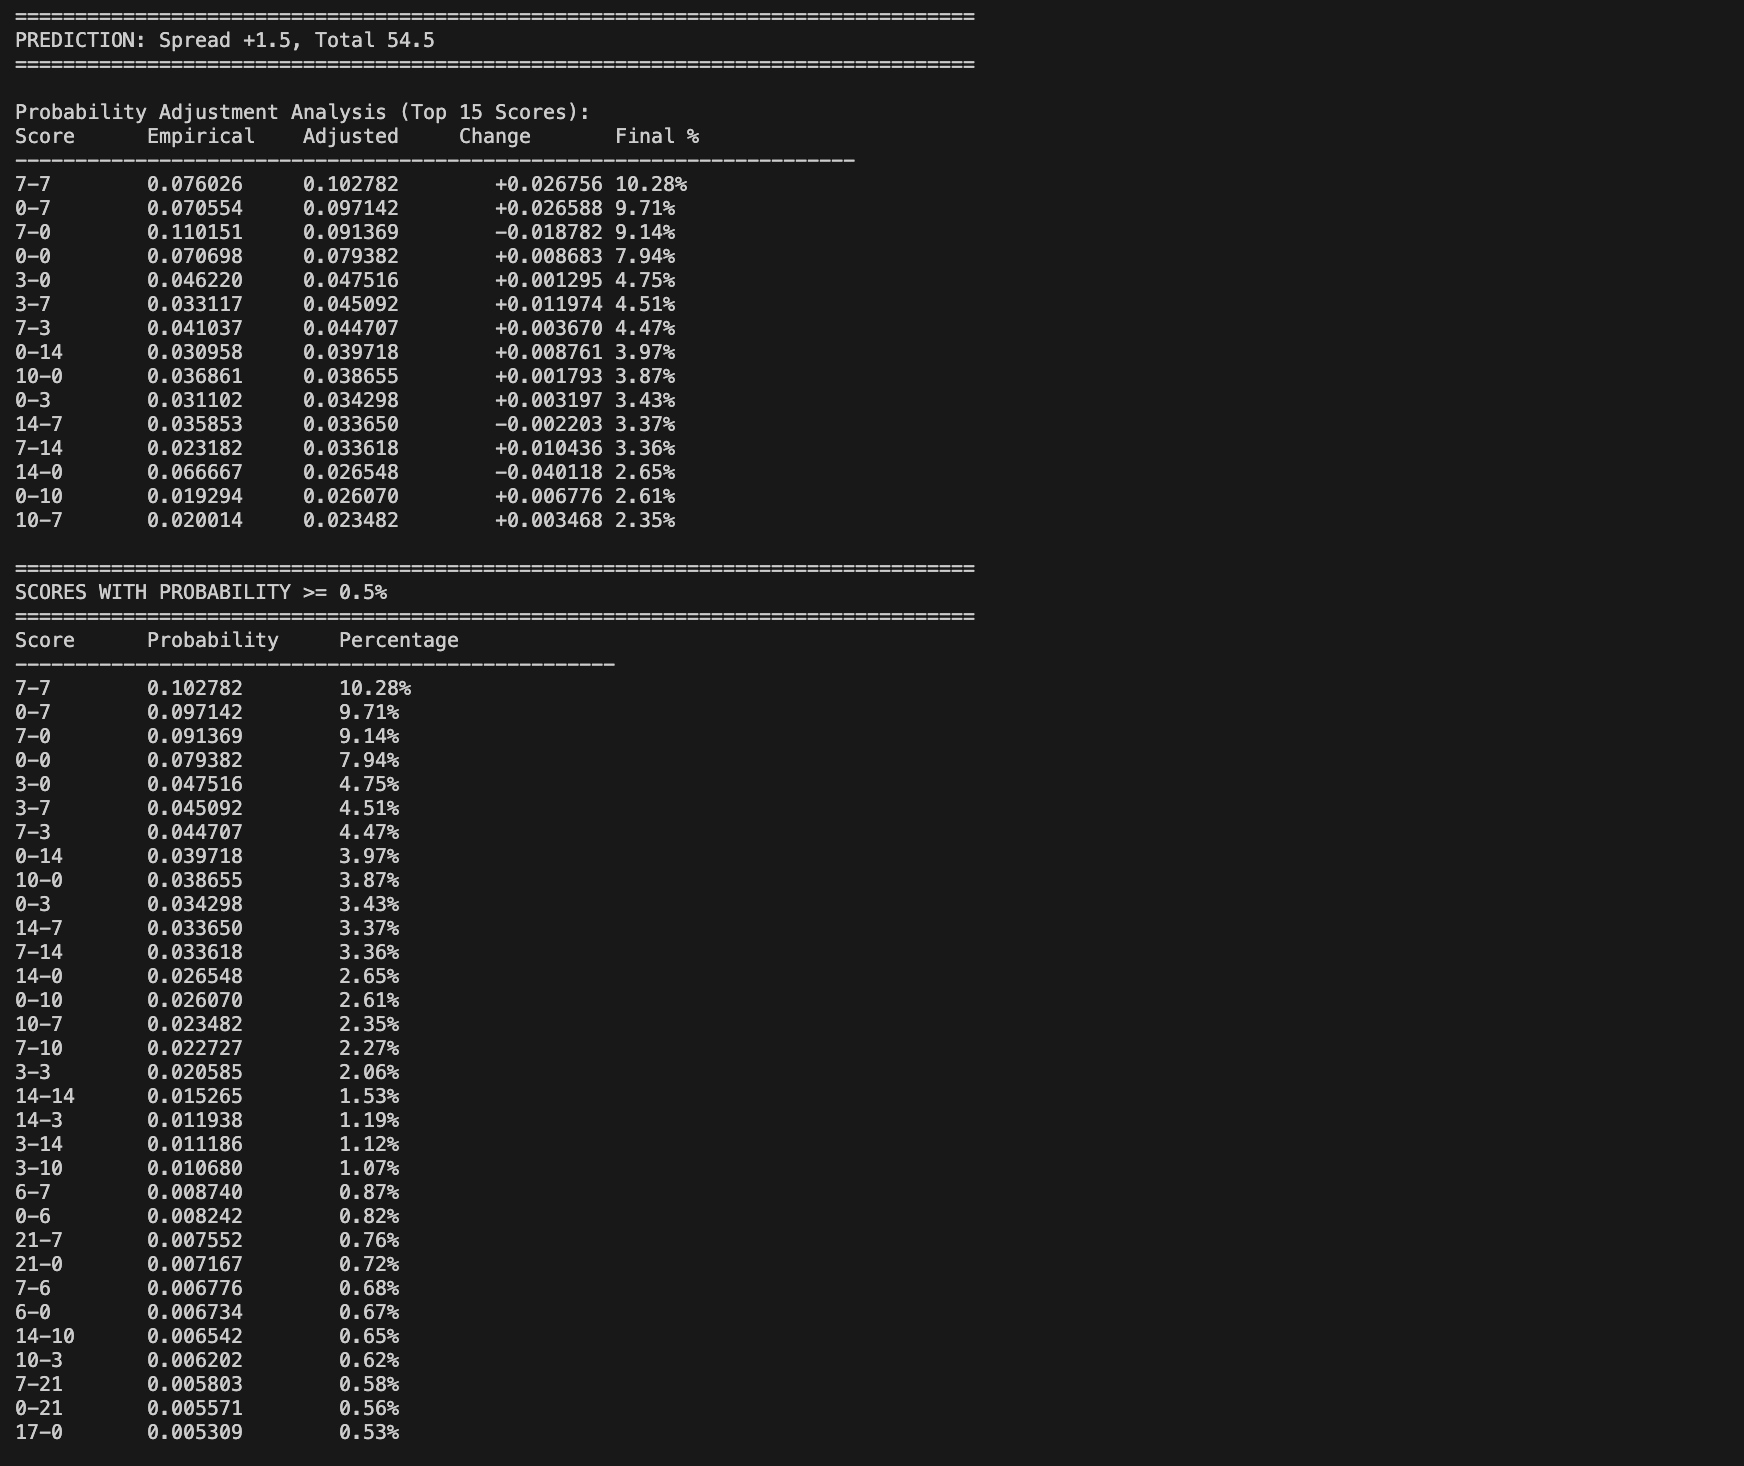 ================================================================================
PREDICTION: Spread +1.5, Total 54.5
================================================================================
Probability Adjustment Analysis (Top 15 Scores):
Score      Empirical    Adjusted     Change       Final %
----------------------------------------------------------------------
7-7        0.076026     0.102782        +0.026756 10.28%
0-7        0.070554     0.097142        +0.026588 9.71%
7-0        0.110151     0.091369        -0.018782 9.14%
0-0        0.070698     0.079382        +0.008683 7.94%
3-0        0.046220     0.047516        +0.001295 4.75%
3-7        0.033117     0.045092        +0.011974 4.51%
7-3        0.041037     0.044707        +0.003670 4.47%
0-14       0.030958     0.039718        +0.008761 3.97%
10-0       0.036861     0.038655        +0.001793 3.87%
0-3        0.031102     0.034298        +0.003197 3.43%
14-7       0.035853     0.033650        -0.002203 3.37%
7-14       0.023182     0.033618        +0.010436 3.36%
14-0       0.066667     0.026548        -0.040118 2.65%
0-10       0.019294     0.026070        +0.006776 2.61%
10-7       0.020014     0.023482        +0.003468 2.35%
================================================================================
SCORES WITH PROBABILITY >= 0.5%
================================================================================
Score      Probability     Percentage
--------------------------------------------------
7-7        0.102782        10.28%
0-7        0.097142        9.71%
7-0        0.091369        9.14%
0-0        0.079382        7.94%
3-0        0.047516        4.75%
3-7        0.045092        4.51%
7-3        0.044707        4.47%
0-14       0.039718        3.97%
10-0       0.038655        3.87%
0-3        0.034298        3.43%
14-7       0.033650        3.37%
7-14       0.033618        3.36%
14-0       0.026548        2.65%
0-10       0.026070        2.61%
10-7       0.023482        2.35%
7-10       0.022727        2.27%
3-3        0.020585        2.06%
14-14      0.015265        1.53%
14-3       0.011938        1.19%
3-14       0.011186        1.12%
3-10       0.010680        1.07%
6-7        0.008740        0.87%
0-6        0.008242        0.82%
21-7       0.007552        0.76%
21-0       0.007167        0.72%
7-6        0.006776        0.68%
6-0        0.006734        0.67%
14-10      0.006542        0.65%
10-3       0.006202        0.62%
7-21       0.005803        0.58%
0-21       0.005571        0.56%
17-0       0.005309        0.53%